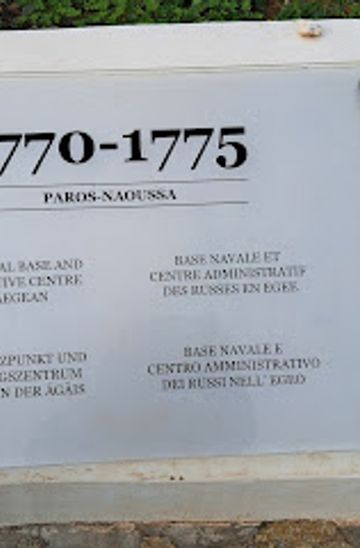 770-1775
PAROS-NAOUSSA
AL BASE AND
IVE CENTRE
AEGEAN
BASE NAVALE ET
CENTRE ADMINISTRATIF
DES RUSSES EN EGEE
ZPUNKT UND
GSZENTRUM
N DER ÄGÄIS
BASE NAVALE E
CENTRO AMMINISTRATIVO
DEI RUSSI NELL' EGEO